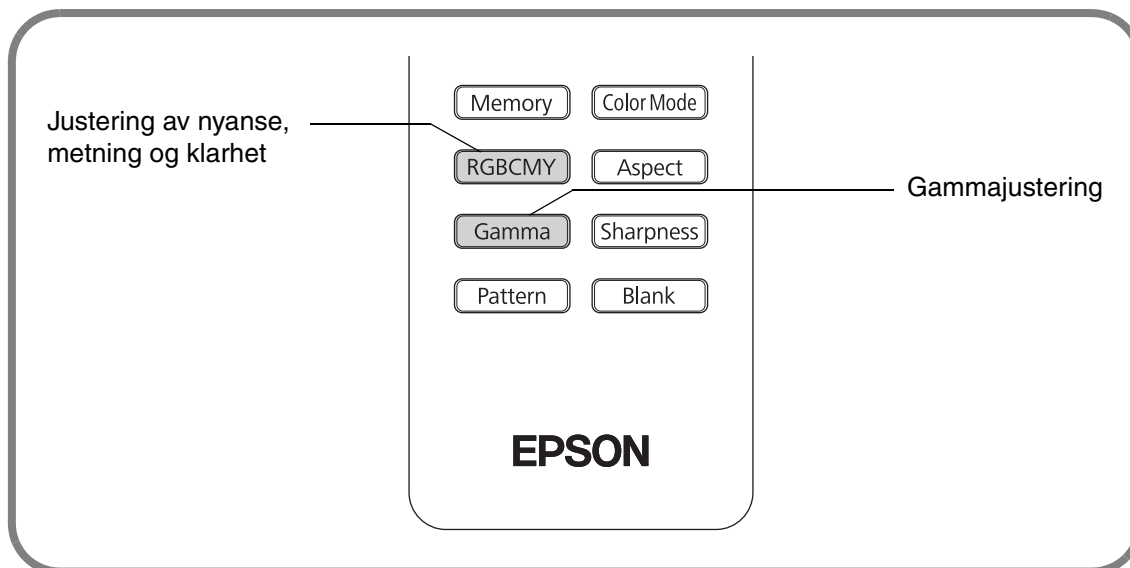 Justering av nyanse,
metning og klarhet
Memory
Color Mode
RGBCMY
Aspect
Gammajustering
Gamma
Sharpness
Pattern
Blank
EPSON